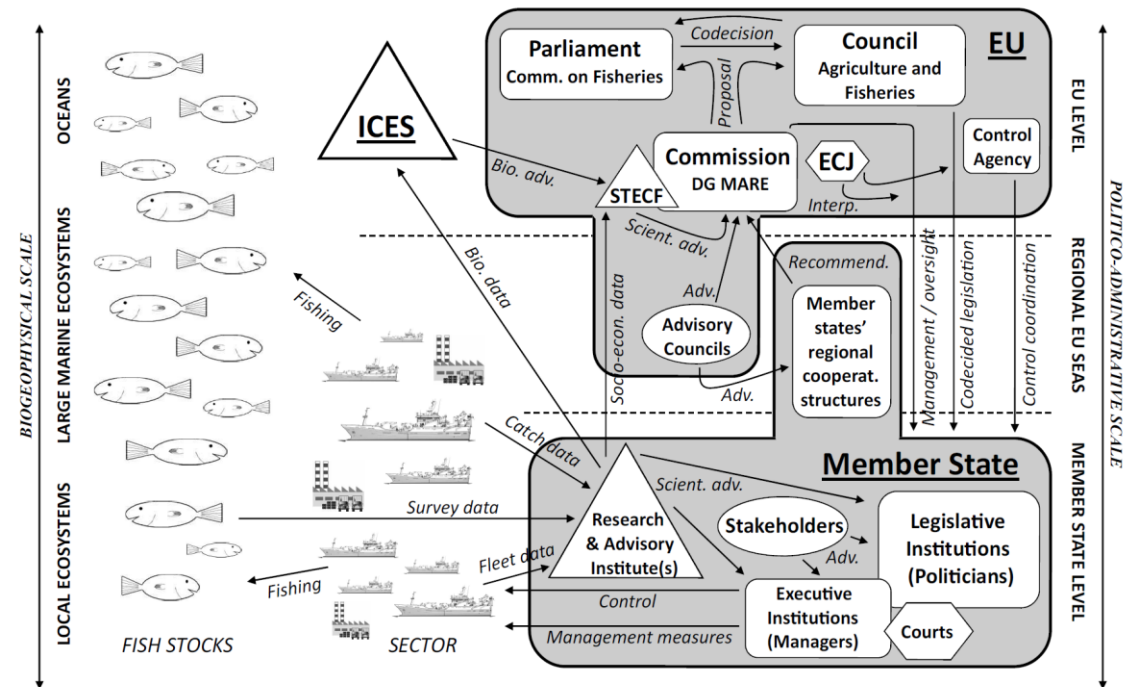 BIOGEOPHYSICAL SCALE
OCEANS
LARGE MARINE ECOSYSTEMS
LOCAL ECOSYSTEMS
FISH STOCKS
Fishing
Fishing
SECTOR
ICES
Bio. adv.
Bio. data
Catch data
Survey data
Fleet data
Socio-econ. data
EU
Parliament
Comm. on Fisheries
Codecision
Council
Agriculture and
Fisheries
Proposal
STECF
Commission
DG MARE
ECJ
Control
Agency
Interp.
Scient. adv.
Adv.
Advisory
Councils
Adv.
Recommend.
Member
states’
regional
cooperat.
structures
Management / oversight
Codecided legislation
Control coordination
Member State
Research
& Advisory
Institute(s)
Scient. adv.
Stakeholders
Adv.
Legislative
Institutions
(Politicians)
Executive
Institutions
(Managers)
Courts
Control
Management measures
EU LEVEL
REGIONAL EU SEAS
MEMBER STATE LEVEL
POLITICO-ADMINISTRATIVE SCALE